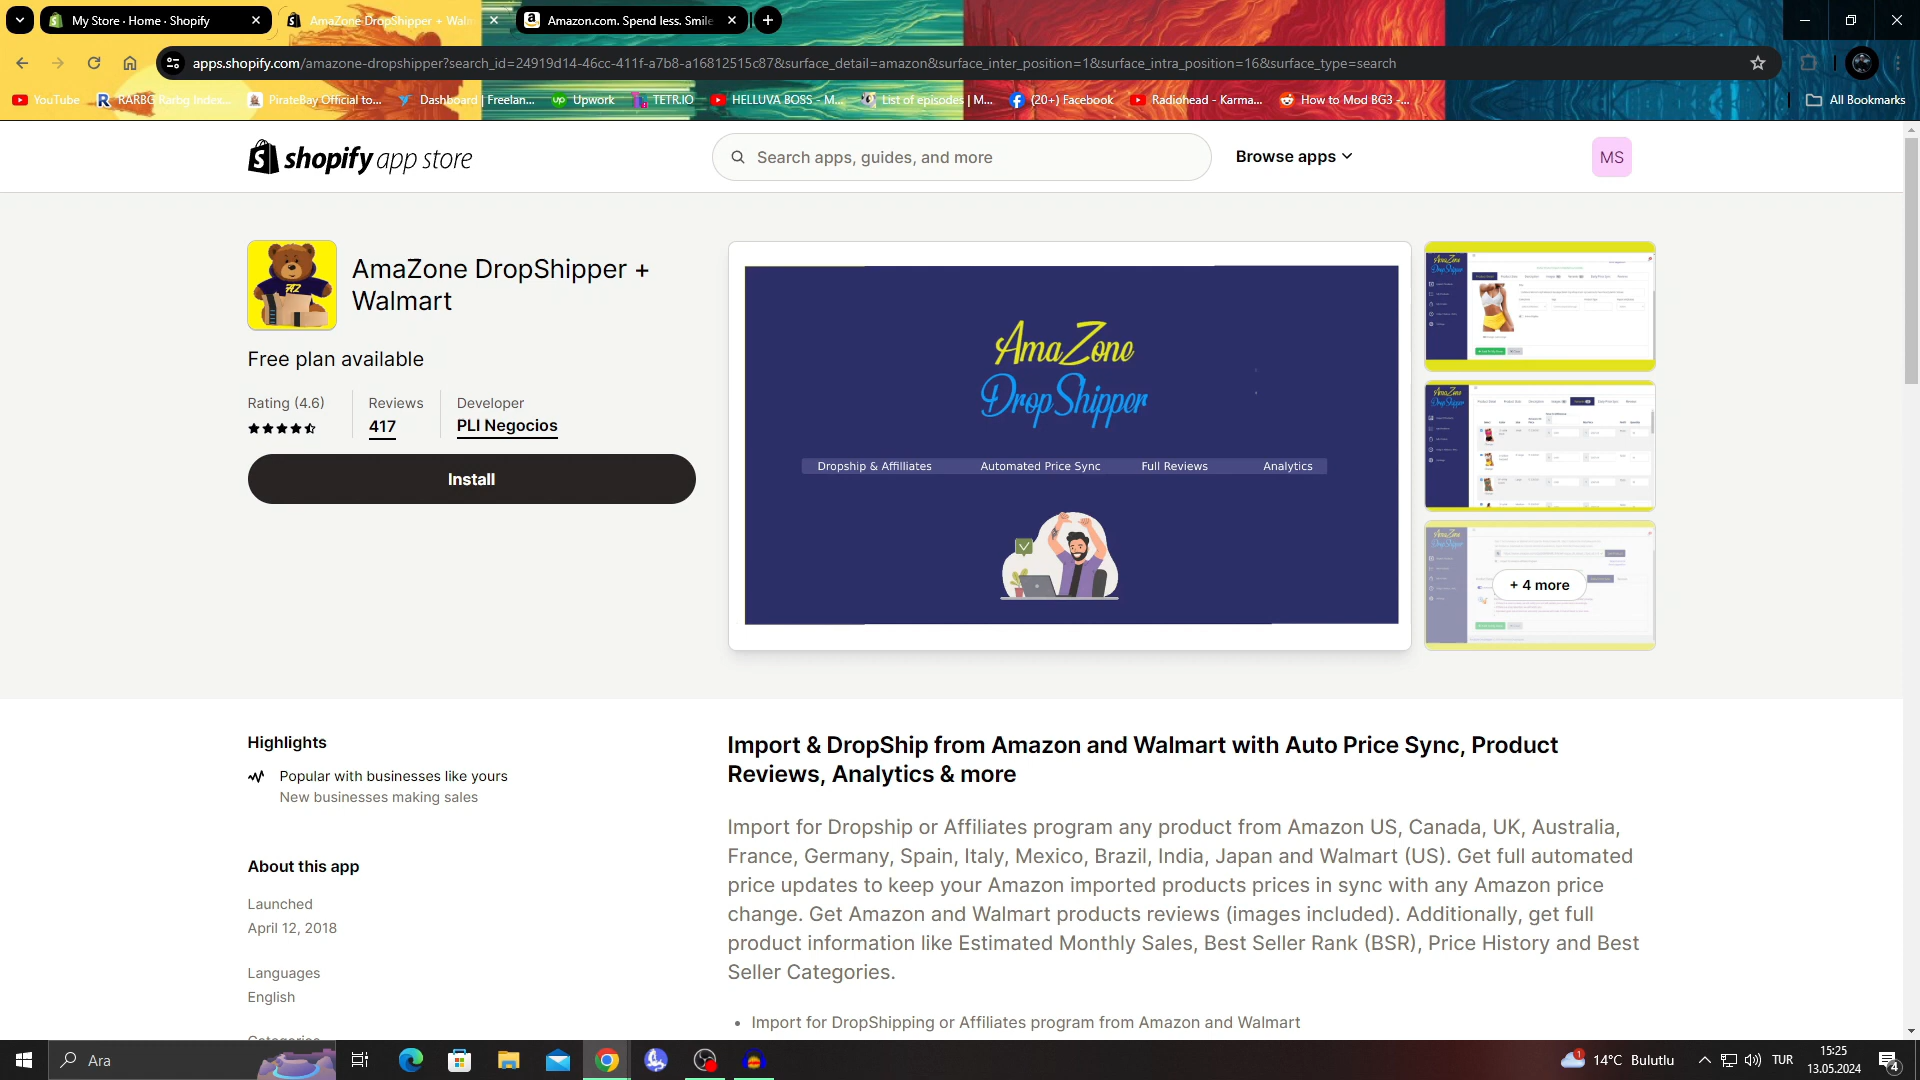 My Store · Home · Shopify
AmaZone DropShipper + Wal
Amazon.com. Spend less. Smile
apps.shopify.com/amazone-dropshipper?search_id=24919d14-46cc-411f-a7b8-a16812515c87&surface_detail=amazon&surface_inter_position=1&surface_intra_position=16&surface_type=search
YouTube
RARBG Rarbg Index...
PirateBay Official to...
Dashboard | Freelan...
Upwork
TETR.IO
HELLUVA BOSS - M...
List of episodes | M...
(20+) Facebook
Radiohead - Karma...
How to Mod BG3 -...
All Bookmarks
shopify app store
Search apps, guides, and more
Browse apps
MS
AmaZone DropShipper +
Walmart
Free plan available
Rating (4.6)
Reviews
417
Developer
PLI Negocios
Install
AmaZone
DropShipper
Dropship & Affilliates
Automated Price Sync
Full Reviews
Analytics
+ 4 more
Highlights
Popular with businesses like yours
New businesses making sales
About this app
Launched
April 12, 2018
Languages
English
Import & DropShip from Amazon and Walmart with Auto Price Sync, Product
Reviews, Analytics & more
Import for Dropship or Affiliates program any product from Amazon US, Canada, UK, Australia,
France, Germany, Spain, Italy, Mexico, Brazil, India, Japan and Walmart (US). Get full automated
price updates to keep your Amazon imported products prices in sync with any Amazon price
change. Get Amazon and Walmart products reviews (images included). Additionally, get full
product information like Estimated Monthly Sales, Best Seller Rank (BSR), Price History and Best
Seller Categories.
• Import for DropShipping or Affiliates program from Amazon and Walmart
Ara
14°C Bulutlu
TUR
15:25
13.05.2024
4